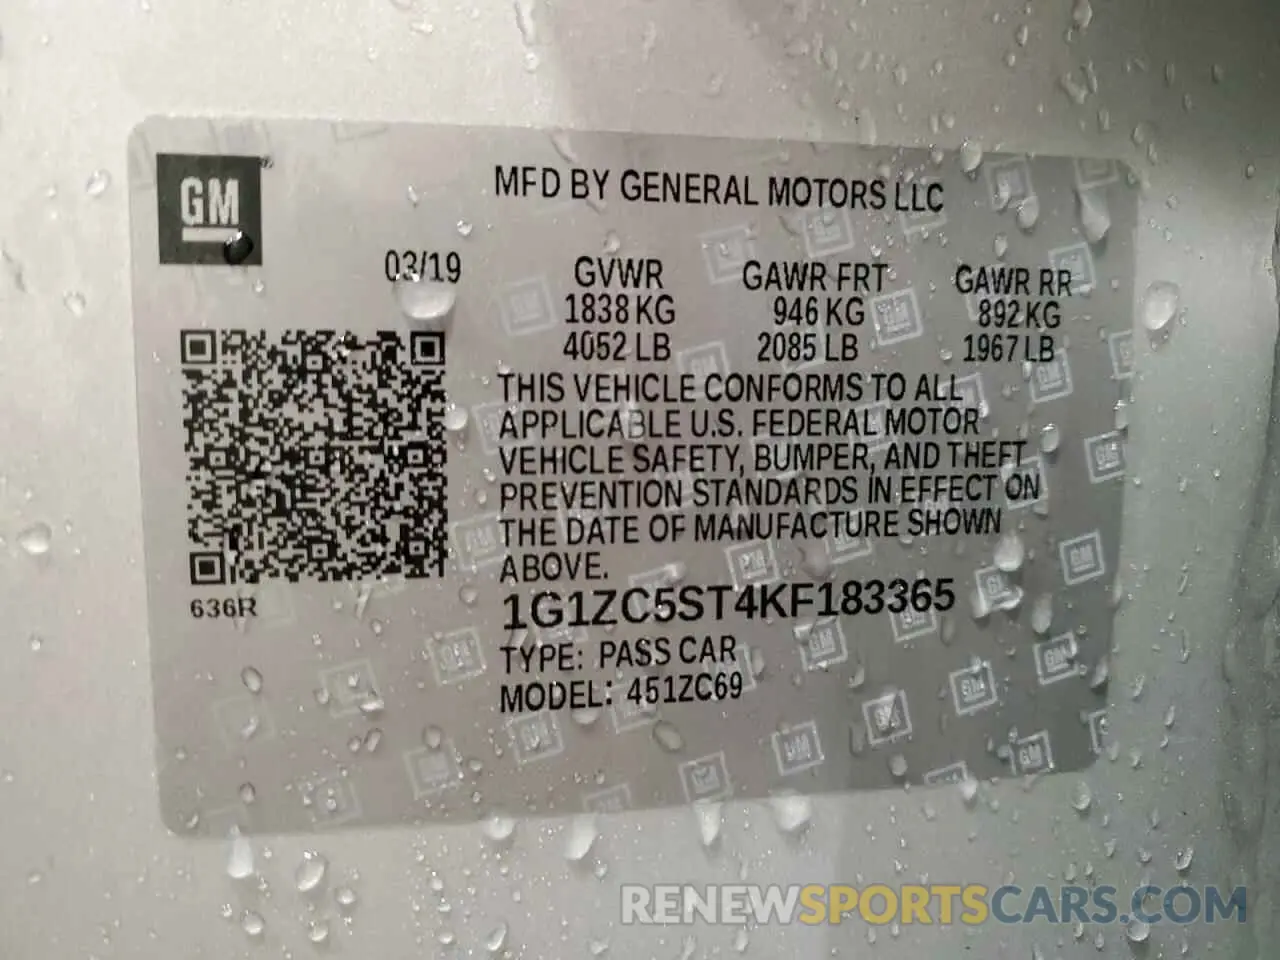 GM
MFD BY GENERAL MOTORS LLC
03/19
GVWR GAWR FRT GAWR RR
1838 KG 946 KG 892 KG
4052 LB 2085 LB 1967 LB
THIS VEHICLE CONFORMS TO ALL
APPLICABLE U.S. FEDERAL MOTOR
VEHICLE SAFETY, BUMPER, AND THEFT
PREVENTION STANDARDS IN EFFECT ON
THE DATE OF MANUFACTURE SHOWN
ABOVE.
636R
1G1ZC5ST4KF183365
TYPE: PASS CAR
MODEL: 451ZC69
RENEWSPORTSCARS.COM